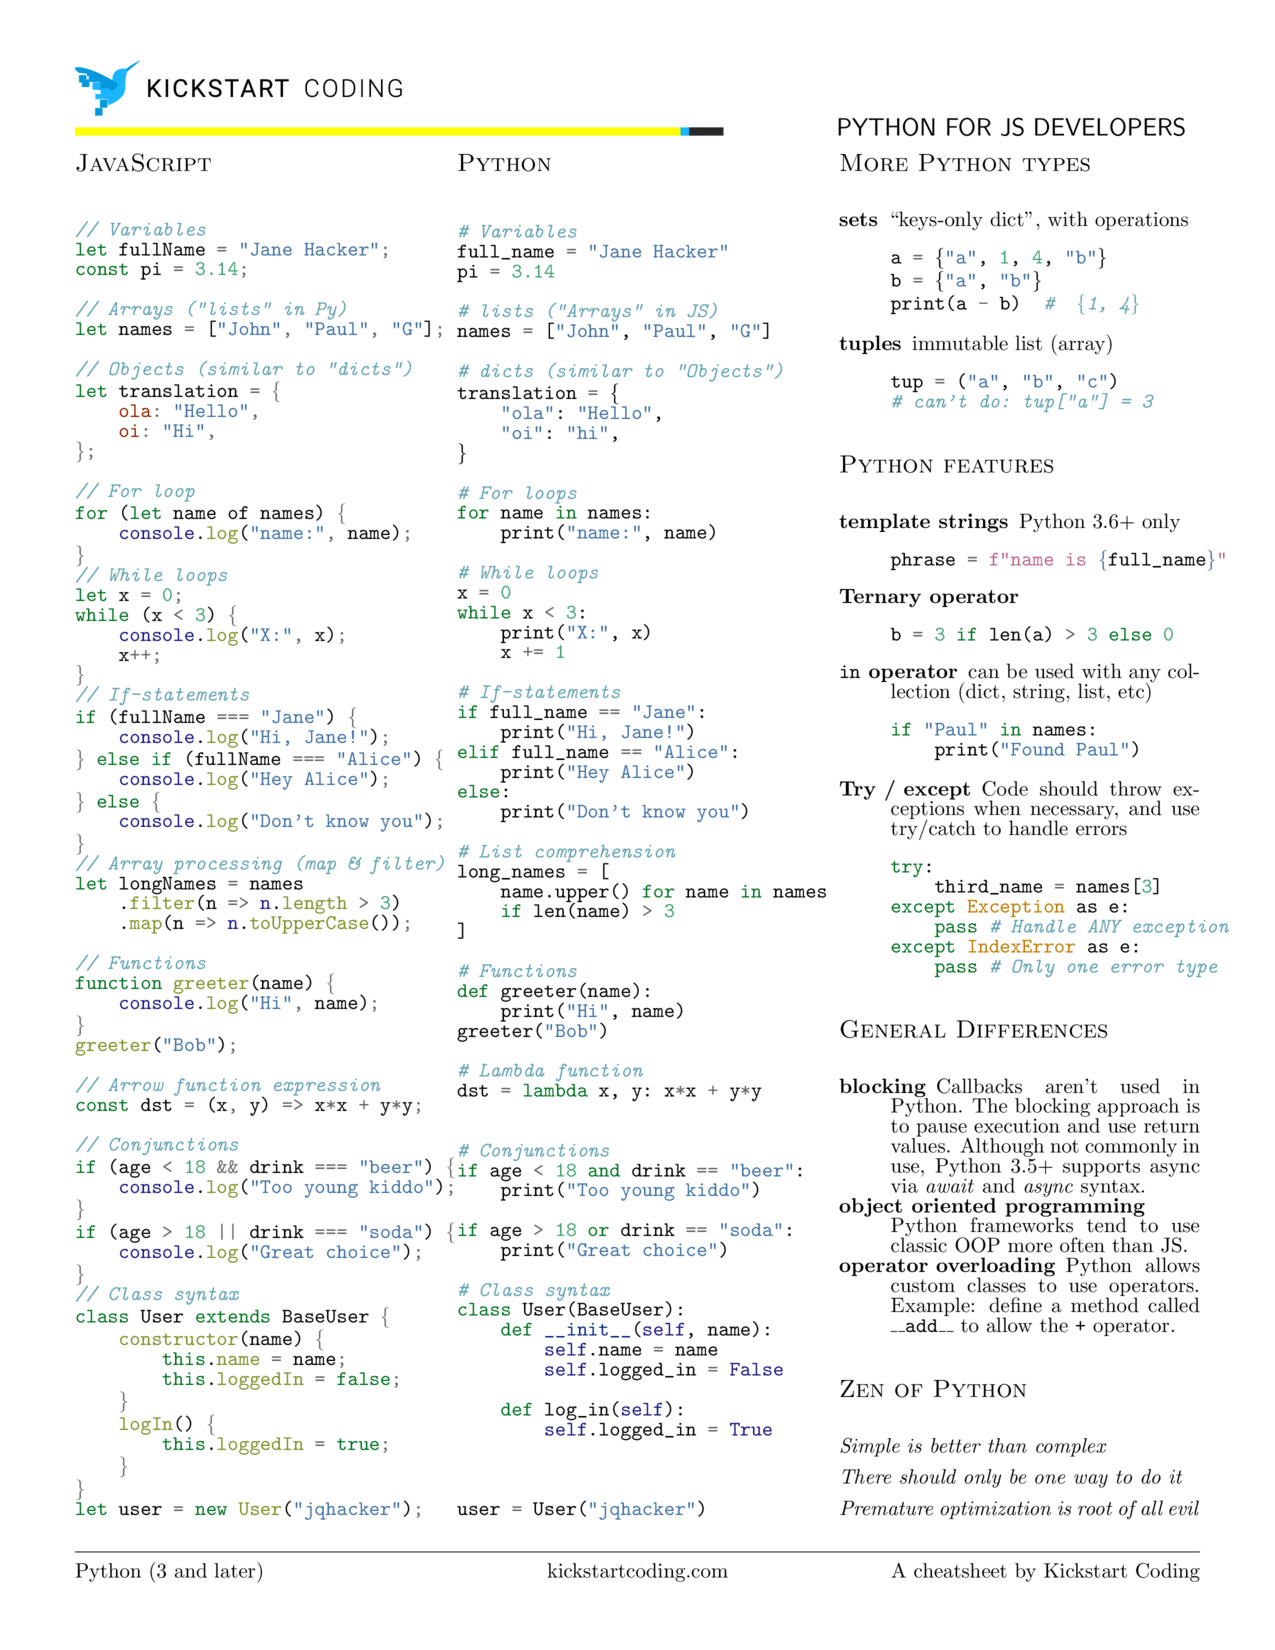 KICKSTART CODING
PYTHON FOR JS DEVELOPERS
JAVASCRIPT
// Variables
let fullName = "Jane Hacker";
const pi = 3.14;
// Arrays ("lists" in Py)
let names = ["John", "Paul", "G"];
// Objects (similar to "dicts")
let translation = {
    ola: "Hello",
    oi: "Hi",
};
// For loop
for (let name of names) {
    console.log("name:", name);
}
// While loops
let x = 0;
while (x < 3) {
    console.log("X:", x);
    x++;
}
// If-statements
if (fullName === "Jane") {
    console.log("Hi, Jane!");
} else if (fullName === "Alice") {
    console.log("Hey Alice");
} else {
    console.log("Don't know you");
}
// Array processing (map & filter)
let longNames = names
    .filter(n => n.length > 3)
    .map(n => n.toUpperCase());
// Functions
function greeter(name) {
    console.log("Hi", name);
}
greeter("Bob");
// Arrow function expression
const dst = (x, y) => x*x + y*y;
// Conjunctions
if (age < 18 && drink === "beer") {
    console.log("Too young kiddo");
}
if (age > 18 || drink === "soda") {
    console.log("Great choice");
}
// Class syntax
class User extends BaseUser {
    constructor(name) {
        this.name = name;
        this.loggedIn = false;
    }
    logIn() {
        this.loggedIn = true;
    }
}
let user = new User("jqhacker");
PYTHON
# Variables
full_name = "Jane Hacker"
pi = 3.14
# lists ("Arrays" in JS)
names = ["John", "Paul", "G"]
# dicts (similar to "Objects")
translation = {
    "ola": "Hello",
    "oi": "hi",
}
# For loops
for name in names:
    print("name:", name)
# While loops
x = 0
while x < 3:
    print("X:", x)
    x += 1
# If-statements
if full_name == "Jane":
    print("Hi, Jane!")
elif full_name == "Alice":
    print("Hey Alice")
else:
    print("Don't know you")
# List comprehension
long_names = [
    name.upper() for name in names
    if len(name) > 3
]
# Functions
def greeter(name):
    print("Hi", name)
greeter("Bob")
# Lambda function
dst = lambda x, y: x*x + y*y
# Conjunctions
if age < 18 and drink == "beer":
    print("Too young kiddo")
if age > 18 or drink == "soda":
    print("Great choice")
# Class syntax
class User(BaseUser):
    def __init__(self, name):
        self.name = name
        self.logged_in = False
    def log_in(self):
        self.logged_in = True
user = User("jqhacker")
MORE PYTHON TYPES
sets “keys-only dict”, with operations
a = {"a", 1, 4, "b"}
b = {"a", "b"}
print(a - b)  #  {1, 4}
tuples immutable list (array)
tup = ("a", "b", "c")
# can't do: tup["a"] = 3
PYTHON FEATURES
template strings Python 3.6+ only
phrase = f"name is {full_name}"
Ternary operator
b = 3 if len(a) > 3 else 0
in operator can be used with any col-
lection (dict, string, list, etc)
if "Paul" in names:
    print("Found Paul")
Try / except Code should throw ex-
ceptions when necessary, and use
try/catch to handle errors
try:
    third_name = names[3]
except Exception as e:
    pass # Handle ANY exception
except IndexError as e:
    pass # Only one error type
GENERAL DIFFERENCES
blocking Callbacks aren't used in
Python. The blocking approach is
to pause execution and use return
values. Although not commonly in
use, Python 3.5+ supports async
via await and async syntax.
object oriented programming
Python frameworks tend to use
classic OOP more often than JS.
operator overloading Python allows
custom classes to use operators.
Example: define a method called
__add__ to allow the + operator.
ZEN OF PYTHON
Simple is better than complex
There should only be one way to do it
Premature optimization is root of all evil
Python (3 and later)
kickstartcoding.com
A cheatsheet by Kickstart Coding